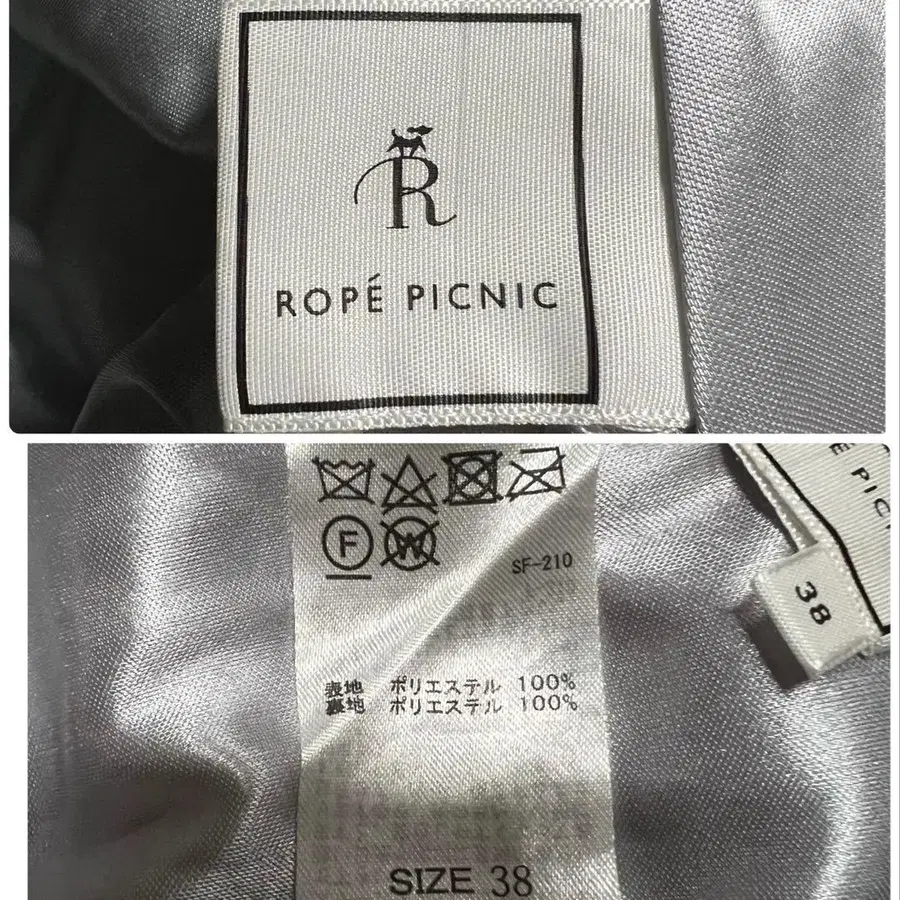 R
ROPÉ PICNIC
F W
SF-210
表地 ポリエステル 100%
裏地 ポリエステル 100%
SIZE 38
E PICN
38